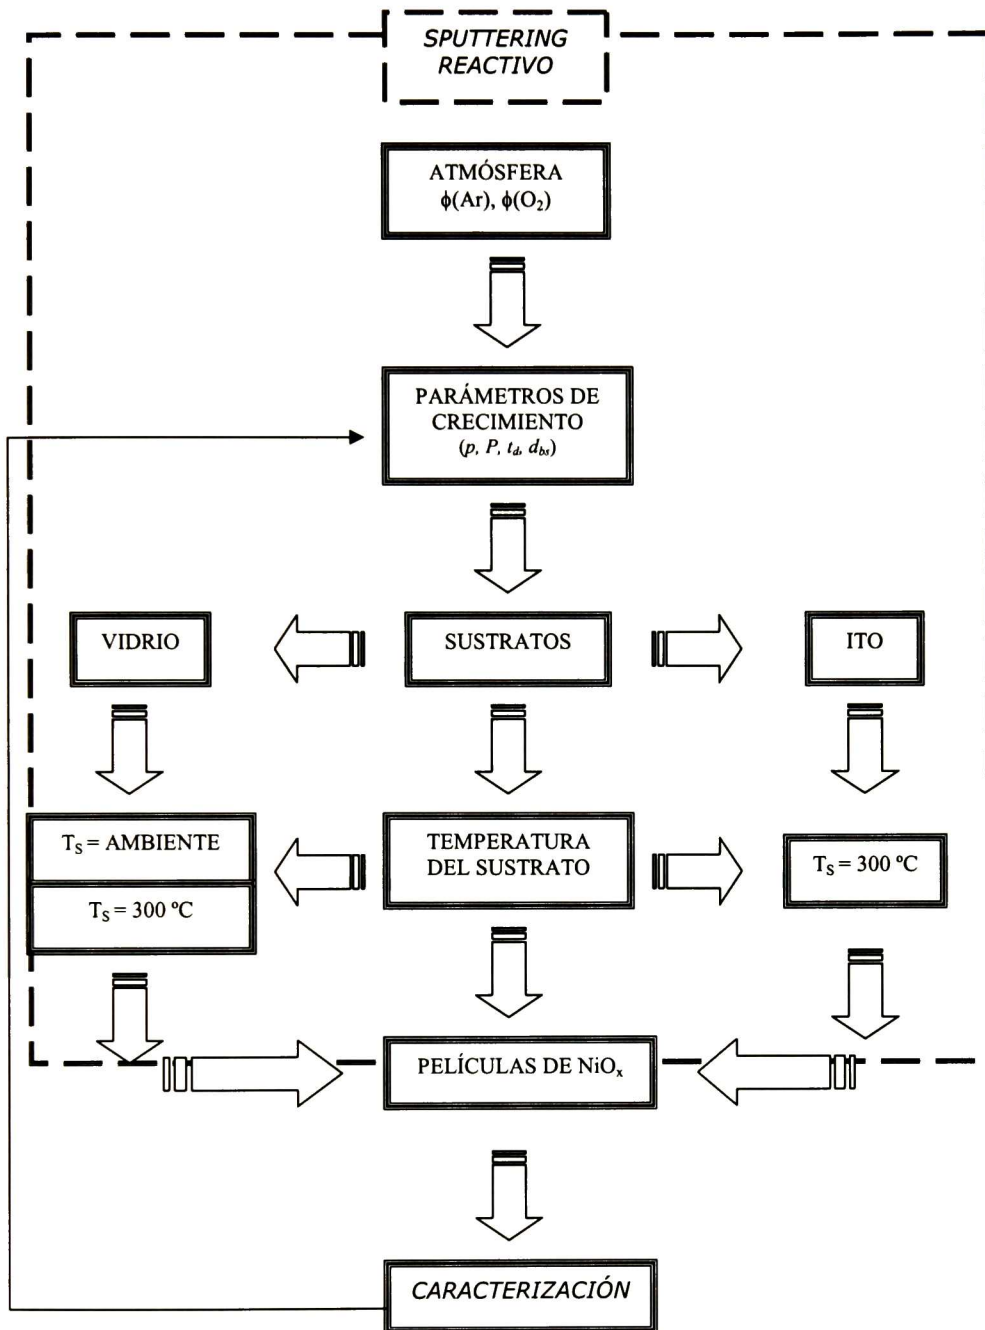 SPUTTERING
REACTIVO
ATMÓSFERA
ϕ(Ar), ϕ(O₂)
PARÁMETROS DE
CRECIMIENTO
(p, P, t_d, d_bs)
VIDRIO
SUSTRATOS
ITO
T_S = AMBIENTE
T_S = 300 ºC
TEMPERATURA
DEL SUSTRATO
T_S = 300 ºC
PELÍCULAS DE NiOₓ
CARACTERIZACIÓN